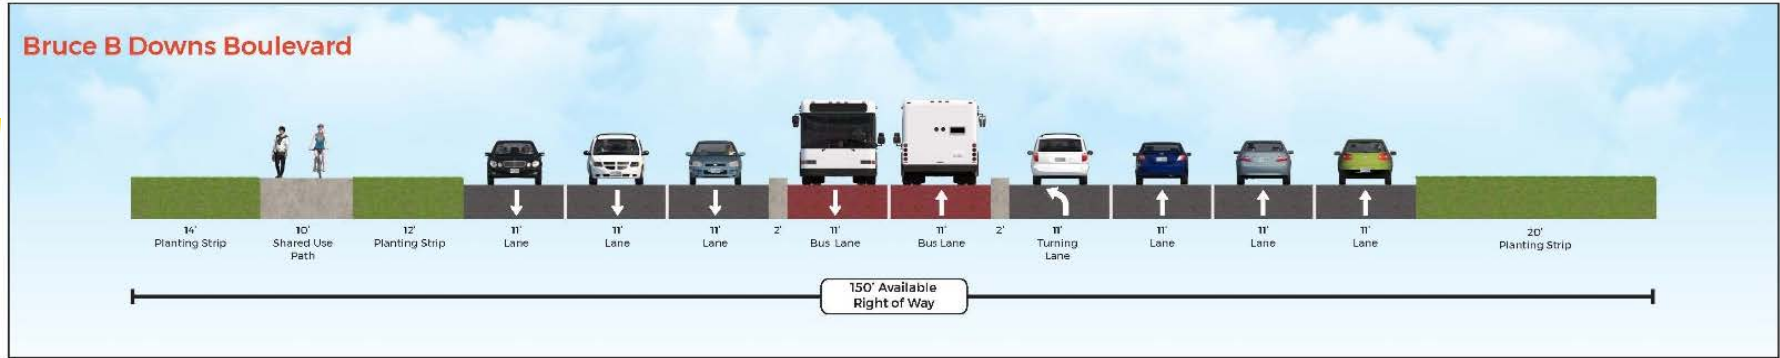 Bruce B Downs Boulevard
14'
Planting Strip
10'
Shared Use
Path
12'
Planting Strip
11'
Lane
11'
Lane
11'
Lane
2'
11'
Bus Lane
11'
Bus Lane
2'
11'
Turning
Lane
11'
Lane
11'
Lane
11'
Lane
20'
Planting Strip
150' Available
Right of Way